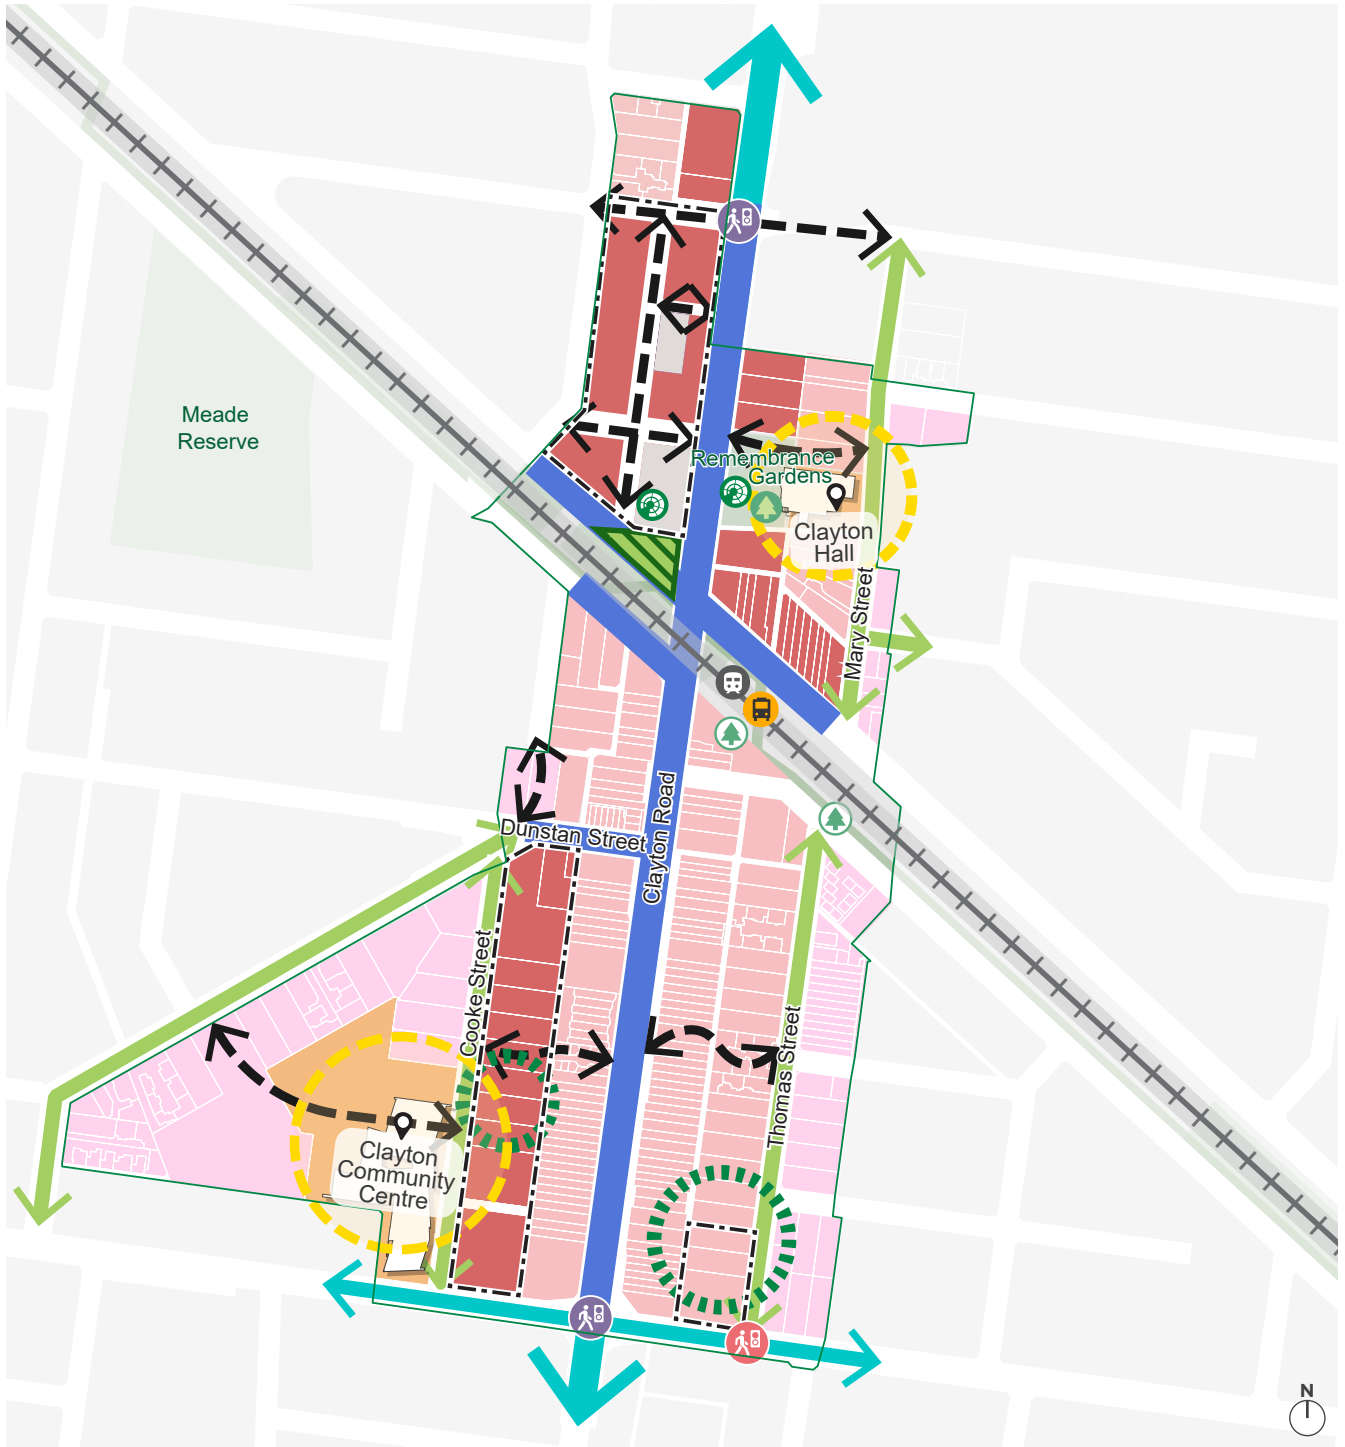 Meade
Reserve
Remembrance
Gardens
Clayton
Hall
Mary Street
Clayton Road
Dunstan Street
Cooke Street
Thomas Street
Clayton
Community
Centre
N